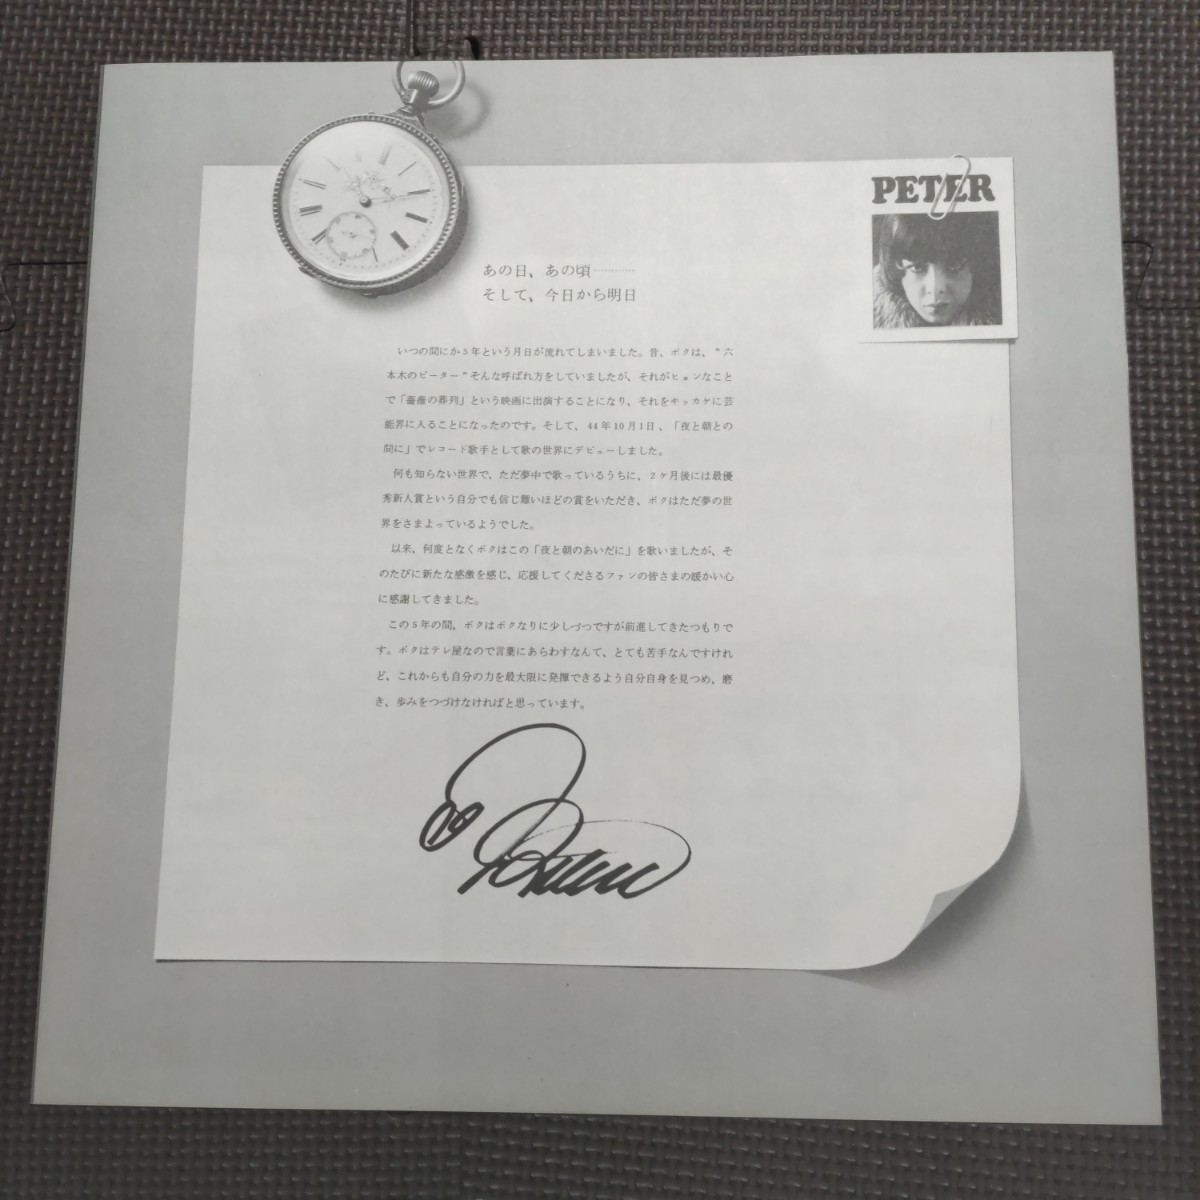 PETER
あの日、あの頃…………
そして、今日から明日
いつの間にか5年という月日が流れてしまいました。昔、ボクは、"六
本木のピーター"そんな呼ばれ方をしていましたが、それがヒョンなこと
で「薔薇の葬列」という映画に出演することになり、それをキッカケに芸
能界に入ることになったのです。そして、44年10月1日、「夜と朝との
間に」でレコード歌手として歌の世界にデビューしました。
何も知らない世界で、ただ夢中で歌っているうちに、2ケ月後には最優
秀新人賞という自分でも信じ難いほどの賞をいただき、ボクはただ夢の世
界をさまよっているようでした。
以来、何度となくボクはこの「夜と朝のあいだに」を歌いましたが、そ
のたびに新たな感激を感じ、応援してくださるファンの皆さまの暖かい心
に感謝してきました。
この5年の間、ボクはボクなりに少しづつですが前進してきたつもりで
す。ボクはテレ屋なので言葉にあらわすなんて、とても苦手なんですけれ
ど、これからも自分の力を最大限に発揮できるよう自分自身を見つめ、磨
き、歩みをつづけなければと思っています。